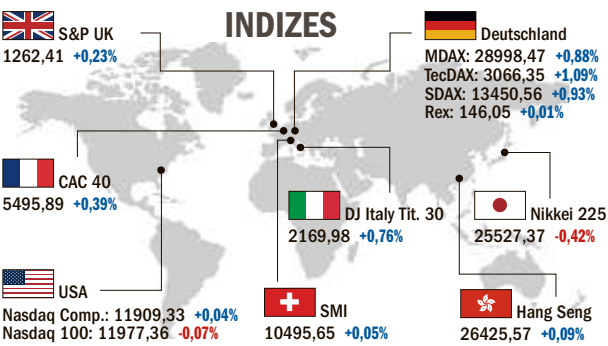 INDIZES
S&P UK
1262,41 +0,23%
Deutschland
MDAX: 28998,47 +0,88%
TecDAX: 3066,35 +1,09%
SDAX: 13450,56 +0,93%
Rex: 146,05 +0,01%
CAC 40
5495,89 +0,39%
DJ Italy Tit. 30
2169,98 +0,76%
Nikkei 225
25527,37 -0,42%
USA
Nasdaq Comp.: 11909,33 +0,04%
Nasdaq 100: 11977,36 -0,07%
SMI
10495,65 +0,05%
Hang Seng
26425,57 +0,09%